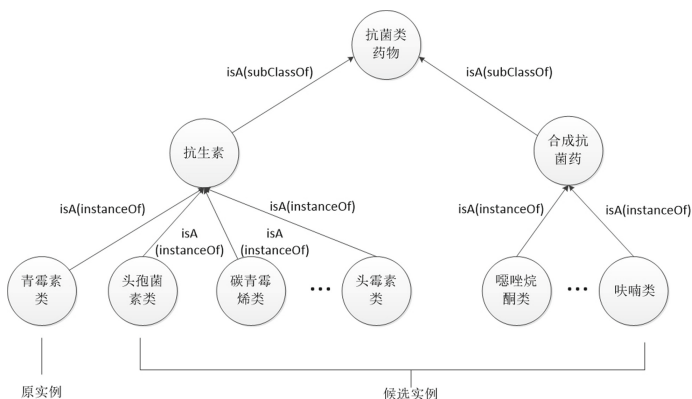 抗菌类
药物
isA(subClassOf)
isA(subClassOf)
抗生素
合成抗
菌药
isA(instanceOf)
isA
(instanceOf)
isA
(instanceOf)
isA(instanceOf)
isA(instanceOf)
isA(instanceOf)
青霉素
类
头孢菌
素类
碳青霉
烯类
•••
头霉素
类
噁唑烷
酮类
•••
呋喃类
原实例
候选实例